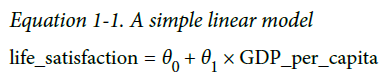 Equation 1-1. A simple linear model
life_satisfaction = θ₀ + θ₁ × GDP_per_capita